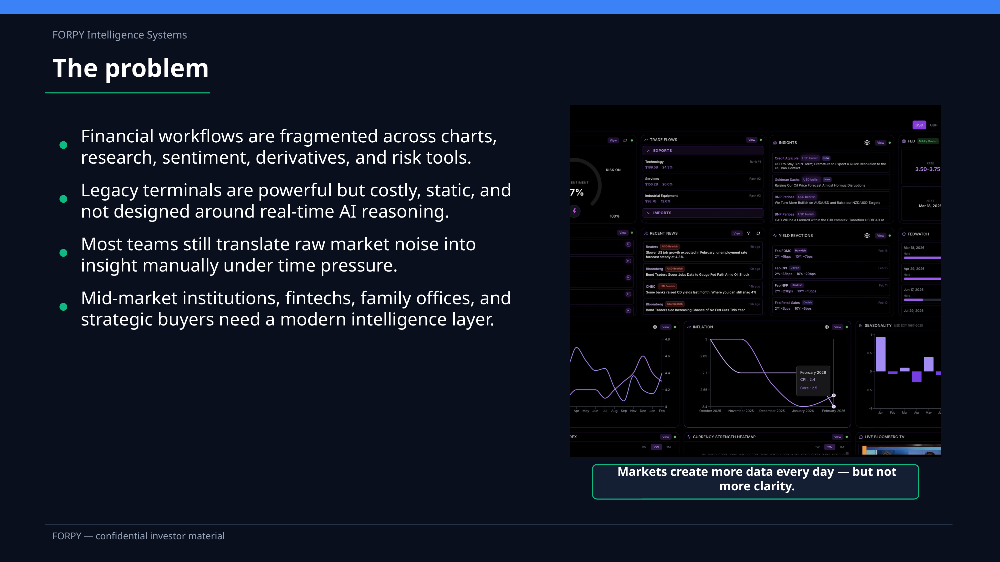 FORPY Intelligence Systems
The problem
Financial workflows are fragmented across charts,
research, sentiment, derivatives, and risk tools.
Legacy terminals are powerful but costly, static, and
not designed around real-time AI reasoning.
Most teams still translate raw market noise into
insight manually under time pressure.
Mid-market institutions, fintechs, family offices, and
strategic buyers need a modern intelligence layer.
USD GBP
View
RISK ON
7%
100%
TRADE FLOWS View
EXPORTS
Technology Rank #1
$189.5B 24.3%
Services Rank #2
$156.2B 20.0%
Industrial Equipment Rank #3
$98.7B 12.6%
IMPORTS
INSIGHTS View
Credit Agricole USD bullish New
USD to Stay Bid N-Term; Premature to Expect a Quick Resolution to the
US-Iran Conflict
Goldman Sachs USD bullish New
Raising Our Oil Price Forecast Amidst Hormuz Disruptions
BNP Paribas USD bearish
We Turn Morn Bullish on AUD/USD and Raise our NZD/USD Targets
BNP Paribas USD bullish
CAD Will be a Laggard within the G10 complex; Targeting USD/CAD at
FED Mildly Dovish
RATE
3.50-3.75
NEXT
Mar 18, 2026
View
H
H
H
H
H
RECENT NEWS View
Reuters USD Bearish 6h ago
Slower US job growth expected in February; unemployment rate
forecast steady at 4.3%
Bloomberg USD Bearish 10h ago
Bond Traders Scour Jobs Data to Gauge Fed Path Amid Oil Shock
CNBC USD Bearish 14h ago
Some banks raised CD yields last month. Where you can still snag 4%
Bloomberg USD Bearish 17h ago
Bond Traders See Increasing Chance of No Fed Cuts This Year
YIELD REACTIONS View
Feb FOMC Hawkish Feb 18
2Y: +5bps 10Y: +7bps
Feb CPI Dovish Feb 13
2Y: -23bps 10Y: -20bps
Feb NFP Hawkish Feb 11
2Y: +23bps 10Y: +15bps
Feb Retail Sales Dovish Feb 10
2Y: -5bps 10Y: -6bps
FEDWATCH
Mar 18, 2026
Hold
Apr 29, 2026
Hold
Jun 17, 2026
Hold
Jul 29, 2026
View
4.8
4.6
4.4
4.2
4
Apr May Jun Jul Aug Sep Nov Dec Jan Feb
INFLATION View
3
2.85
2.7
2.55
2.4
February 2026
CPI : 2.4
Core : 2.5
October 2025 November 2025 December 2025 January 2026 February 2026
SEASONALITY USD DXY 1967-2025
1
0.5
0
-0.5
-1
Jan Feb Mar Apr May
DEX View
1W 2W 1M
CURRENCY STRENGTH HEATMAP View
1W 2W 1M
LIVE BLOOMBERG TV
Markets create more data every day — but not
more clarity.
FORPY — confidential investor material